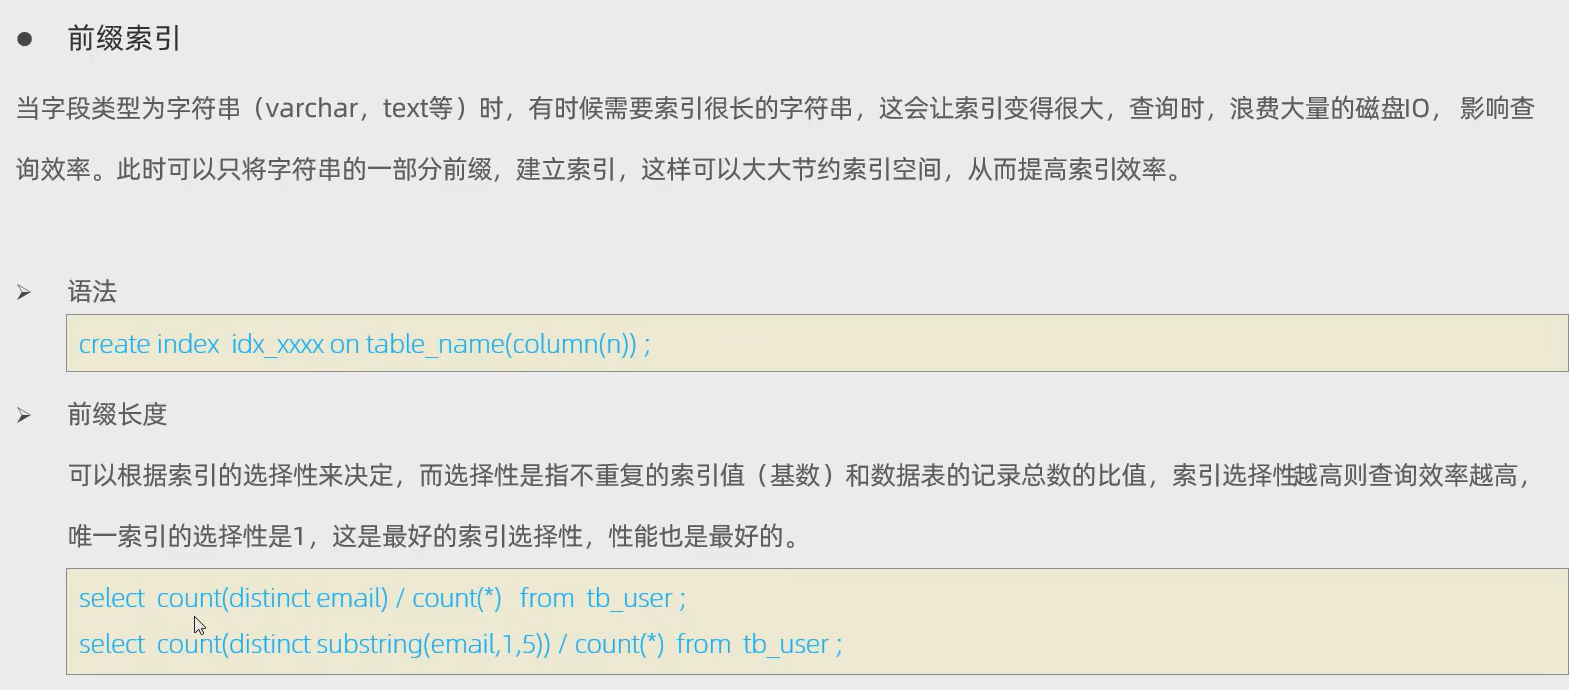 前缀索引
当字段类型为字符串（varchar，text等）时，有时候需要索引很长的字符串，这会让索引变得很大，查询时，浪费大量的磁盘IO， 影响查
询效率。此时可以只将字符串的一部分前缀，建立索引，这样可以大大节约索引空间，从而提高索引效率。
语法
create index  idx_xxxx on table_name(column(n)) ;
前缀长度
可以根据索引的选择性来决定，而选择性是指不重复的索引值（基数）和数据表的记录总数的比值，索引选择性越高则查询效率越高，
唯一索引的选择性是1，这是最好的索引选择性，性能也是最好的。
select  count(distinct email) / count(*)   from  tb_user ;
select  count(distinct substring(email,1,5)) / count(*)  from  tb_user ;